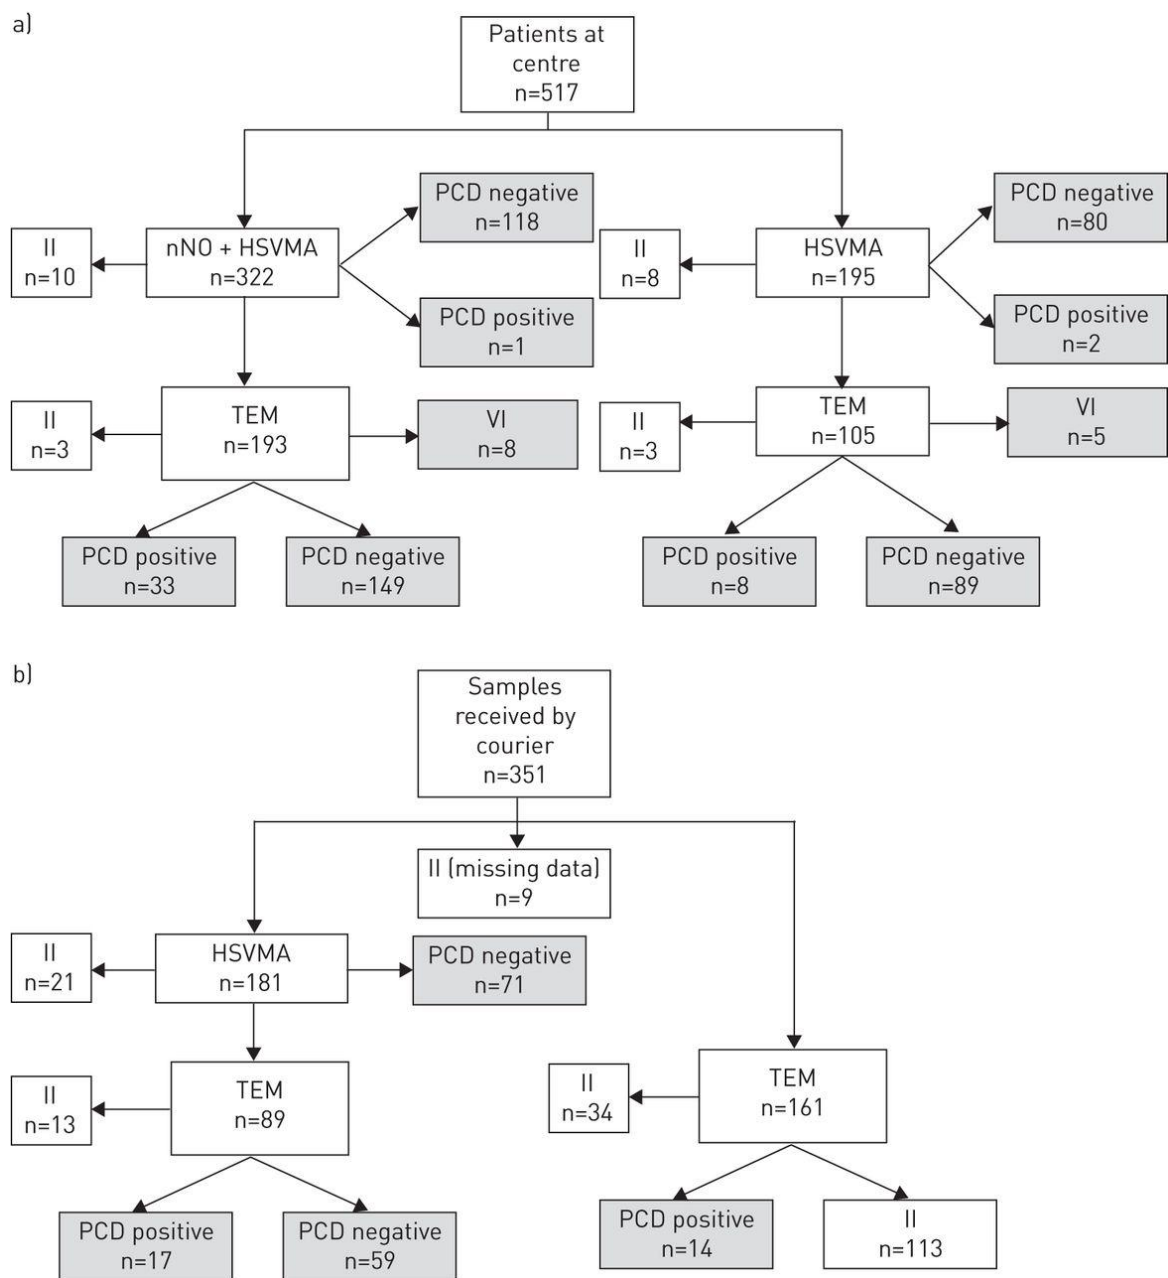 a)
Patients at
centre
n=517
PCD negative
n=118
PCD negative
n=80
II
n=10
nNO + HSVMA
n=322
II
n=8
HSVMA
n=195
PCD positive
n=1
PCD positive
n=2
II
n=3
TEM
n=193
VI
n=8
II
n=3
TEM
n=105
VI
n=5
PCD positive
n=33
PCD negative
n=149
PCD positive
n=8
PCD negative
n=89
b)
Samples
received by
courier
n=351
II (missing data)
n=9
II
n=21
HSVMA
n=181
PCD negative
n=71
II
n=13
TEM
n=89
II
n=34
TEM
n=161
PCD positive
n=17
PCD negative
n=59
PCD positive
n=14
II
n=113